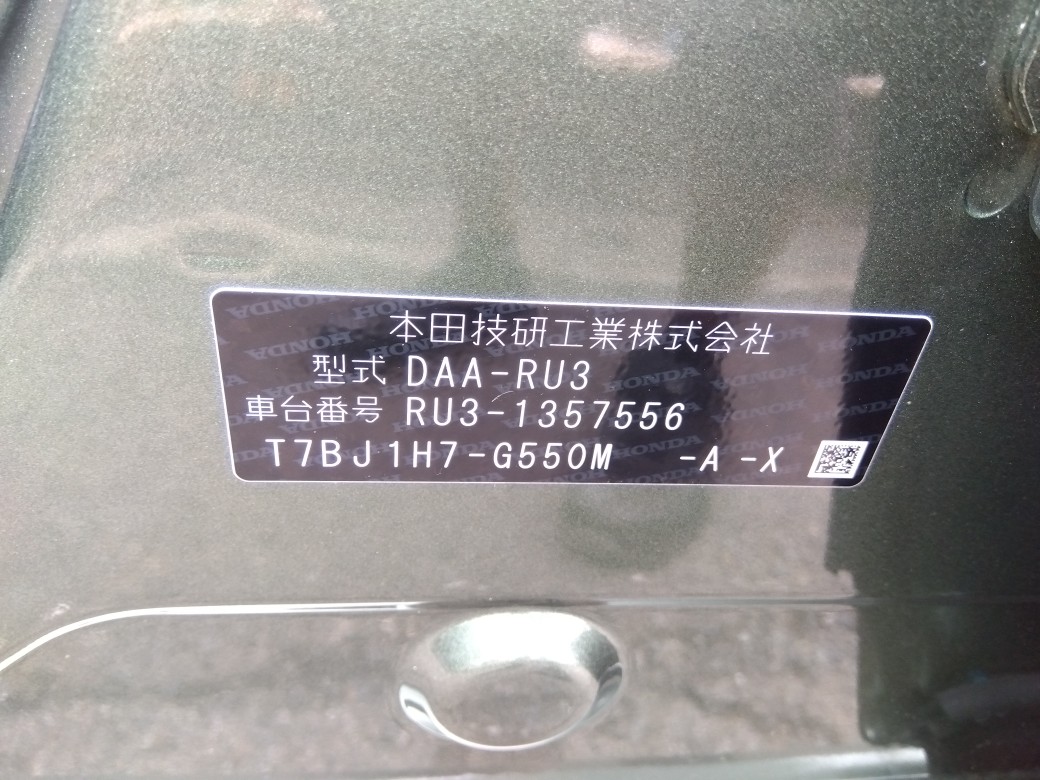 本田技研工業株式会社
型式 DAA-RU3
車台番号 RU3-1357556
T7BJ1H7-G550M -A -X